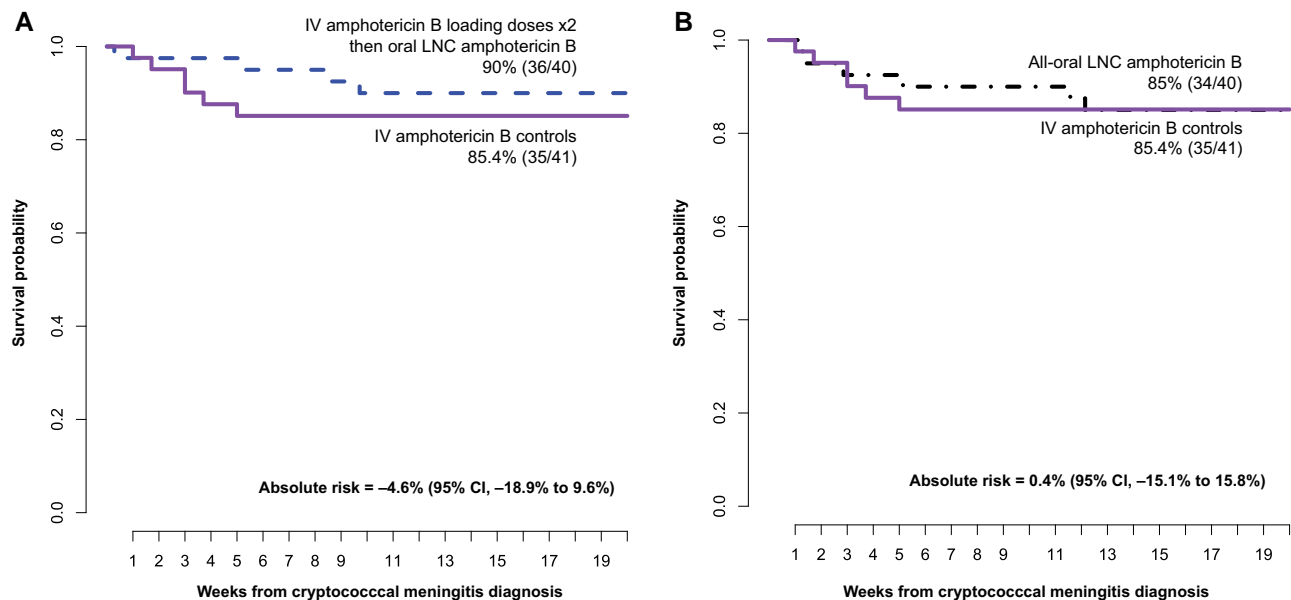 A
IV amphotericin B loading doses x2
then oral LNC amphotericin B
90% (36/40)
IV amphotericin B controls
85.4% (35/41)
Survival probability
1.0
0.8
0.6
0.4
0.2
0.0
Absolute risk = –4.6% (95% CI, –18.9% to 9.6%)
1 2 3 4 5 6 7 8 9 11 13 15 17 19
Weeks from cryptococccal meningitis diagnosis
B
All-oral LNC amphotericin B
85% (34/40)
IV amphotericin B controls
85.4% (35/41)
Survival probability
1.0
0.8
0.6
0.4
0.2
0.0
Absolute risk = 0.4% (95% CI, –15.1% to 15.8%)
1 2 3 4 5 6 7 8 9 11 13 15 17 19
Weeks from cryptococccal meningitis diagnosis